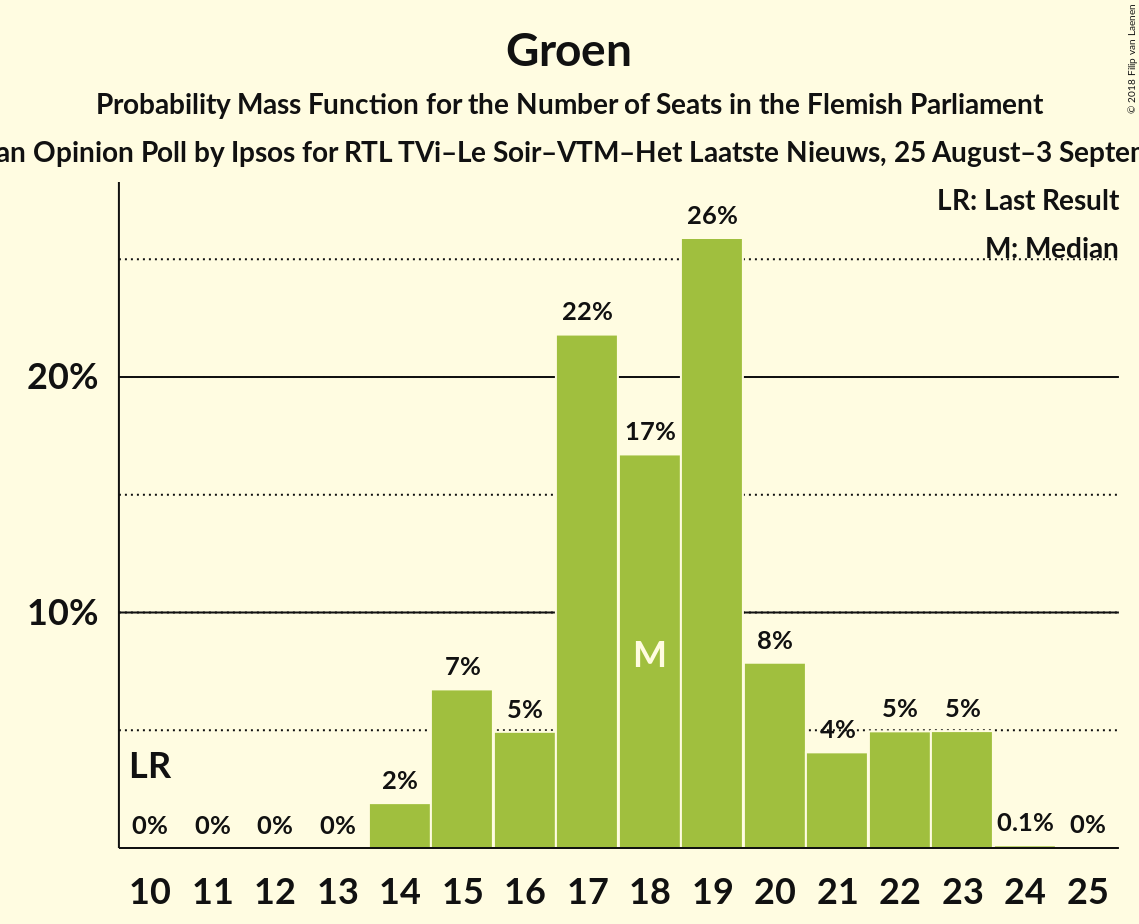 Groen
Probability Mass Function for the Number of Seats in the Flemish Parliament
an Opinion Poll by Ipsos for RTL TVi–Le Soir–VTM–Het Laatste Nieuws, 25 August–3
© 2018 Filip van Laenen
LR: Last Result
M: Median
26%
22%
20%
17%
10%
M
8%
7%
5%
5%
5%
4%
LR
2%
0%
0%
0%
0%
0.1%
0%
10 11 12 13 14 15 16 17 18 19 20 21 22 23 24 25